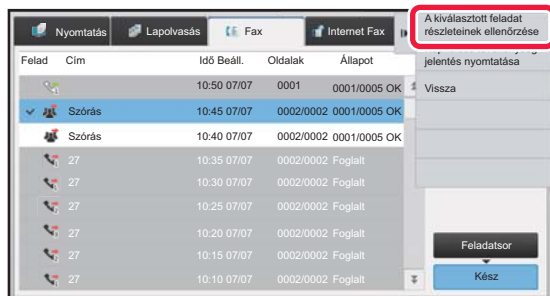 Nyomtatás Lapolvasás Fax Internet Fax
A kiválasztott feladat
részleteinek ellenőrzése
jelentés nyomtatása
Vissza
Felad Cím Idő Beáll. Oldalak Állapot
10:50 07/07 0001 0001/0005 OK
Szórás 10:45 07/07 0002/0002 0001/0005 OK
Szórás 10:40 07/07 0002/0002 0001/0005 OK
27 10:35 07/07 0002/0002 Foglalt
27 10:30 07/07 0002/0002 Foglalt
27 10:25 07/07 0002/0002 Foglalt
27 10:20 07/07 0002/0002 Foglalt
27 10:15 07/07 0002/0002 Foglalt
27 10:10 07/07 0002/0002 Foglalt
Feladatsor
Kész